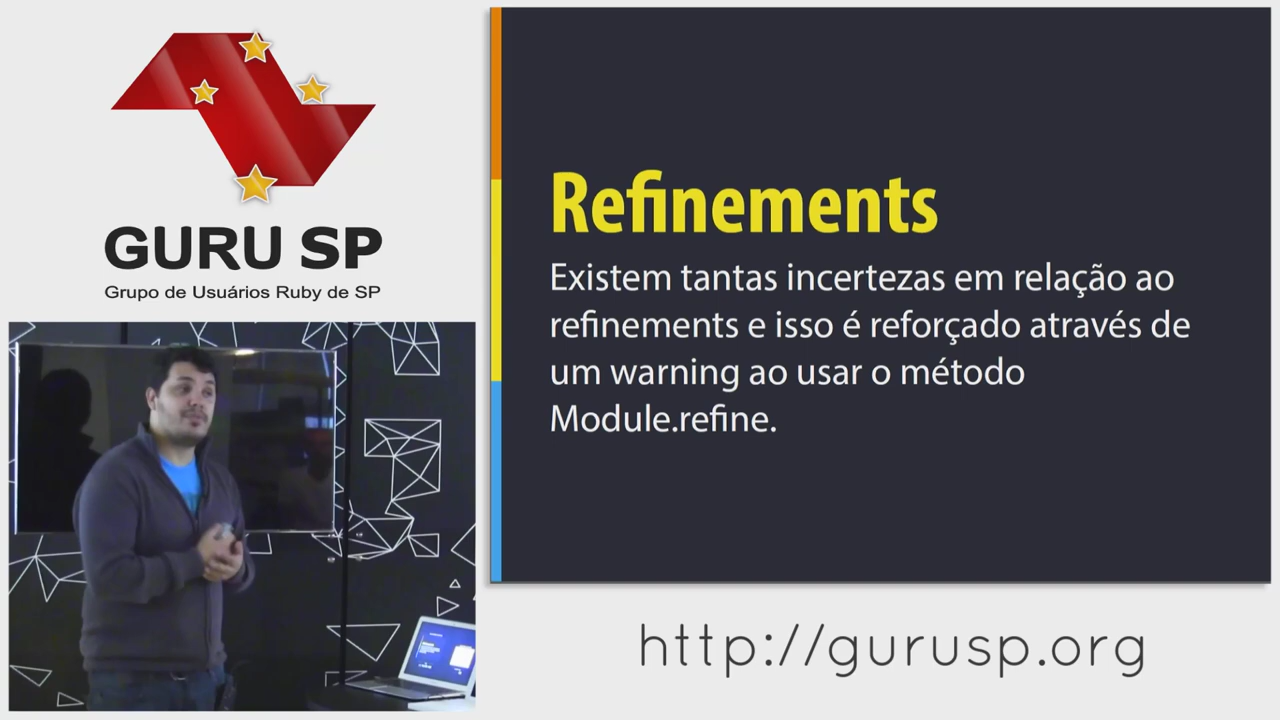 GURU SP
Grupo de Usuários Ruby de SP
Refinements
Existem tantas incertezas em relação ao
refinements e isso é reforçado através de
um warning ao usar o método
Module.refine.
http://gurusp.org